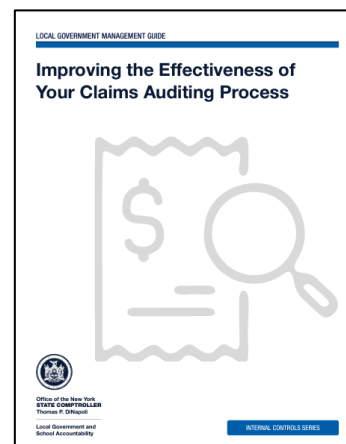 LOCAL GOVERNMENT MANAGEMENT GUIDE
Improving the Effectiveness of
Your Claims Auditing Process
$
Office of the New York
STATE COMPTROLLER
Thomas P. DiNapoli
Local Government and
School Accountability
INTERNAL CONTROLS SERIES